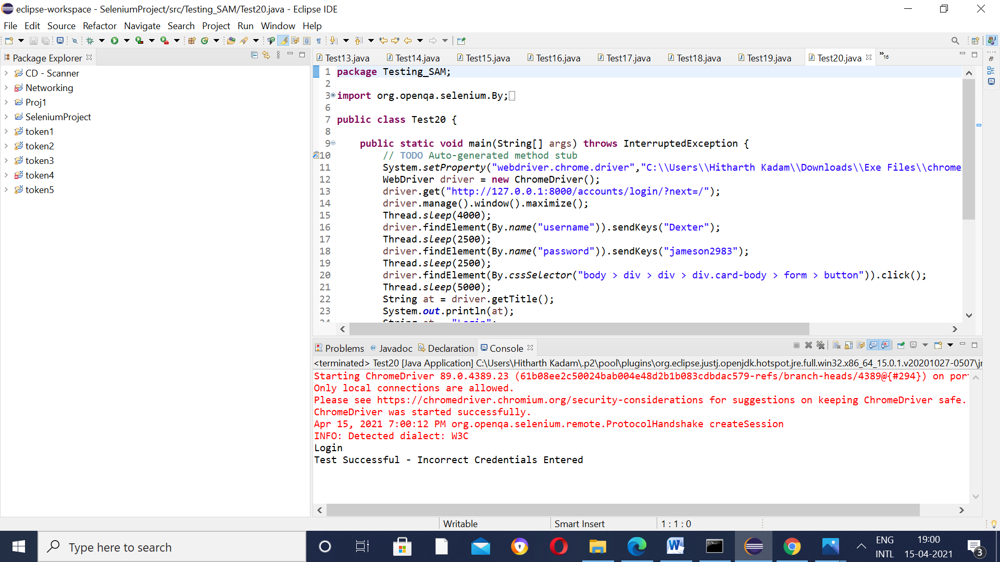 eclipse-workspace - SeleniumProject/src/Testing_SAM/Test20.java - Eclipse IDE
File Edit Source Refactor Navigate Search Project Run Window Help
Package Explorer
CD - Scanner
Networking
Proj1
SeleniumProject
token1
token2
token3
token4
token5
Test13.java Test14.java Test15.java Test16.java Test17.java Test18.java Test19.java Test20.java »16
1 package Testing_SAM;
2
3 import org.openqa.selenium.By;
6
7 public class Test20 {
8
9 public static void main(String[] args) throws InterruptedException {
10 // TODO Auto-generated method stub
11 System.setProperty("webdriver.chrome.driver","C:\\Users\\Hitharth Kadam\\Downloads\\Exe Files\\chrome
12 WebDriver driver = new ChromeDriver();
13 driver.get("http://127.0.0.1:8000/accounts/login/?next=/");
14 driver.manage().window().maximize();
15 Thread.sleep(4000);
16 driver.findElement(By.name("username")).sendKeys("Dexter");
17 Thread.sleep(2500);
18 driver.findElement(By.name("password")).sendKeys("jameson2983");
19 Thread.sleep(2500);
20 driver.findElement(By.cssSelector("body > div > div > div.card-body > form > button")).click();
21 Thread.sleep(5000);
22 String at = driver.getTitle();
23 System.out.println(at);
Problems @ Javadoc Declaration Console
<terminated> Test20 [Java Application] C:\Users\Hitharth Kadam\.p2\pool\plugins\org.eclipse.justj.openjdk.hotspot.jre.full.win32.x86_64_15.0.1.v20201027-0507\jr
Starting ChromeDriver 89.0.4389.23 (61b08ee2c50024bab004e48d2b1b083cdbdac579-refs/branch-heads/4389@{#294}) on por
Only local connections are allowed.
Please see https://chromedriver.chromium.org/security-considerations for suggestions on keeping ChromeDriver safe.
ChromeDriver was started successfully.
Apr 15, 2021 7:00:12 PM org.openqa.selenium.remote.ProtocolHandshake createSession
INFO: Detected dialect: W3C
Login
Test Successful - Incorrect Credentials Entered
Writable Smart Insert 1 : 1 : 0
Type here to search
ENG
INTL
19:00
15-04-2021
3